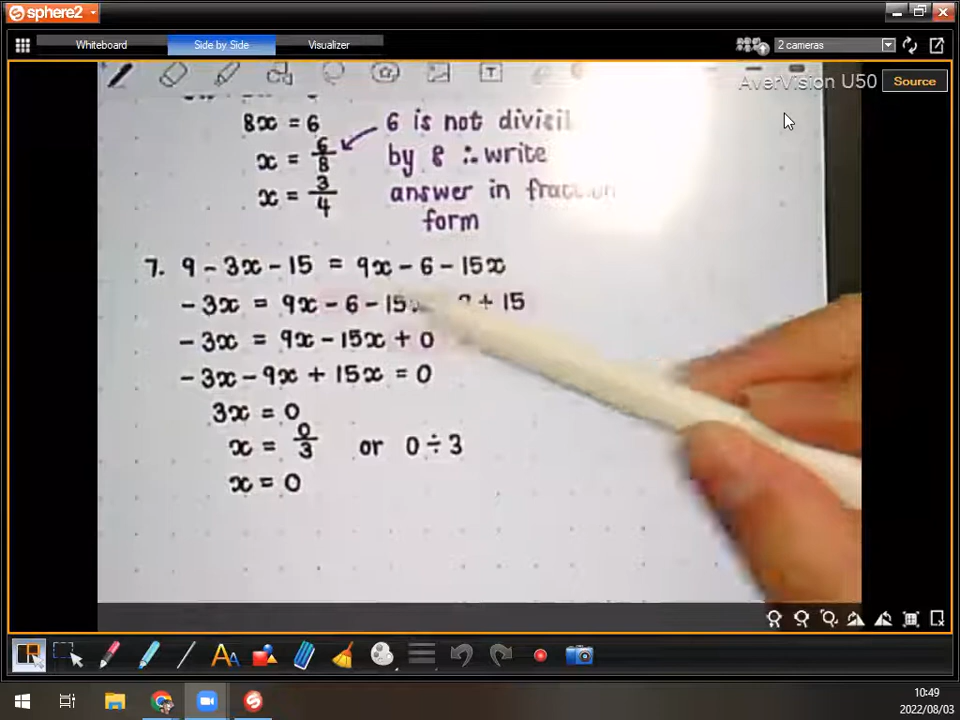 sphere2
Whiteboard
Side by Side
Visualizer
2 cameras
AverVision U50
Source
8x = 6
6 is not
x = 6/8
by 8 ∴ write
x = 3/4
answer in
form
7. 9 - 3x - 15 = 9x - 6 - 15x
- 3x = 9x - 6 - 15x + 15
- 3x = 9x - 15x + 0
- 3x - 9x + 15x = 0
3x = 0
x = 0/3 or 0 ÷ 3
x = 0
10:49
2022/08/03